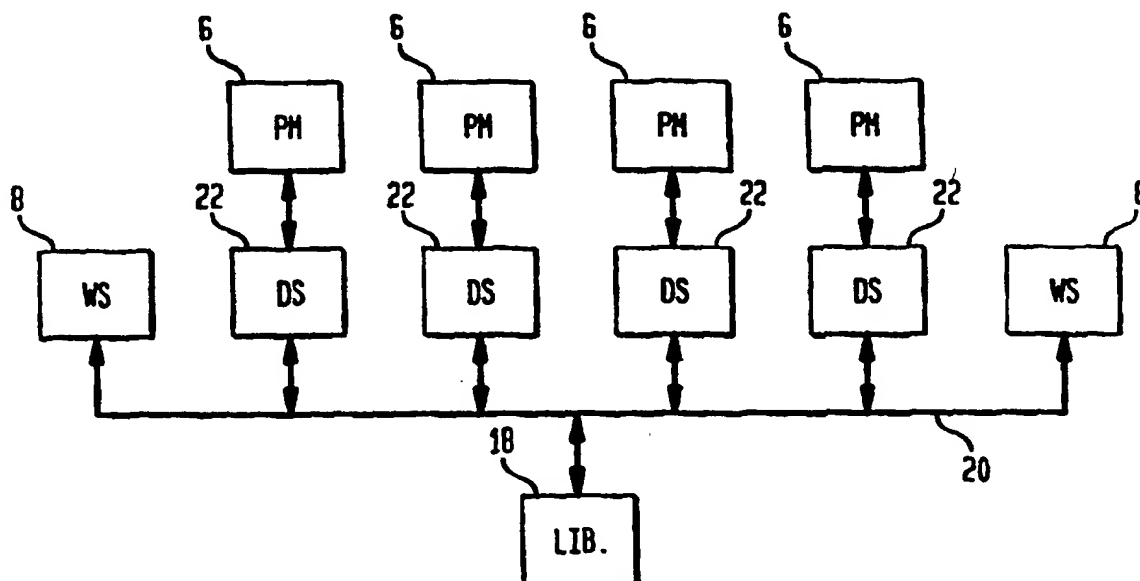 6 6 6 6
PM PM PM PM
8 22 22 22 22 8
WS DS DS DS DS WS
18 20
LIB.